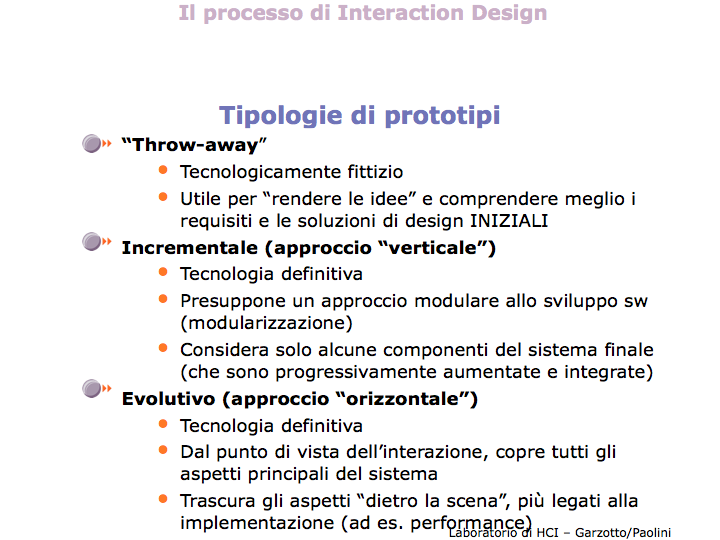 Il processo di Interaction Design
Tipologie di prototipi
“Throw-away”
Tecnologicamente fittizio
Utile per “rendere le idee” e comprendere meglio i
requisiti e le soluzioni di design INIZIALI
Incrementale (approccio “verticale”)
Tecnologia definitiva
Presuppone un approccio modulare allo sviluppo sw
(modularizzazione)
Considera solo alcune componenti del sistema finale
(che sono progressivamente aumentate e integrate)
Evolutivo (approccio “orizzontale”)
Tecnologia definitiva
Dal punto di vista dell’interazione, copre tutti gli
aspetti principali del sistema
Trascura gli aspetti “dietro la scena”, più legati alla
implementazione (ad es. performance)
Laboratorio di HCI – Garzotto/Paolini